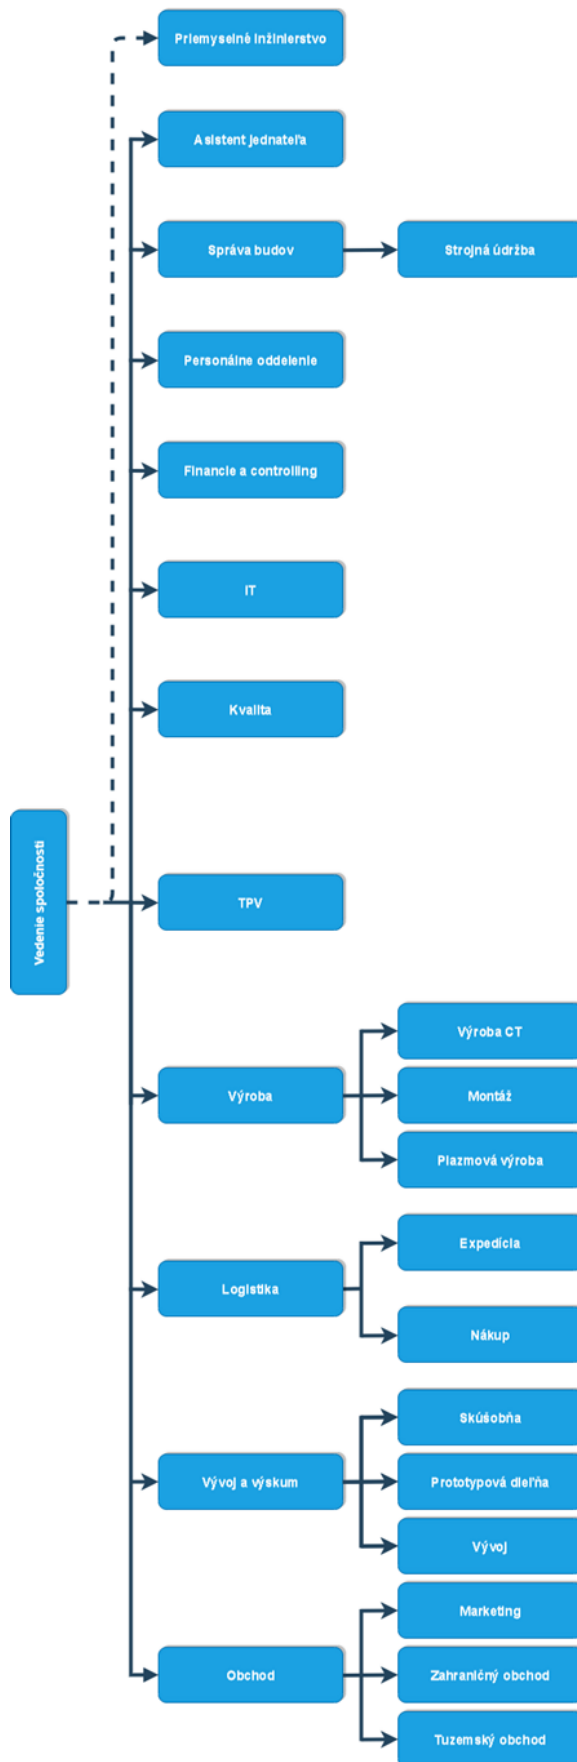 Priemyselné inžinierstvo
Asistent jednateľa
Správa budov
Strojná údržba
Personálne oddelenie
Financie a controlling
IT
Kvalita
Vedenie spoločnosti
TPV
Výroba
Výroba CT
Montáž
Plazmová výroba
Logistika
Expedícia
Nákup
Vývoj a výskum
Skúšobňa
Prototypová dieľňa
Vývoj
Obchod
Marketing
Zahraničný obchod
Tuzemský obchod